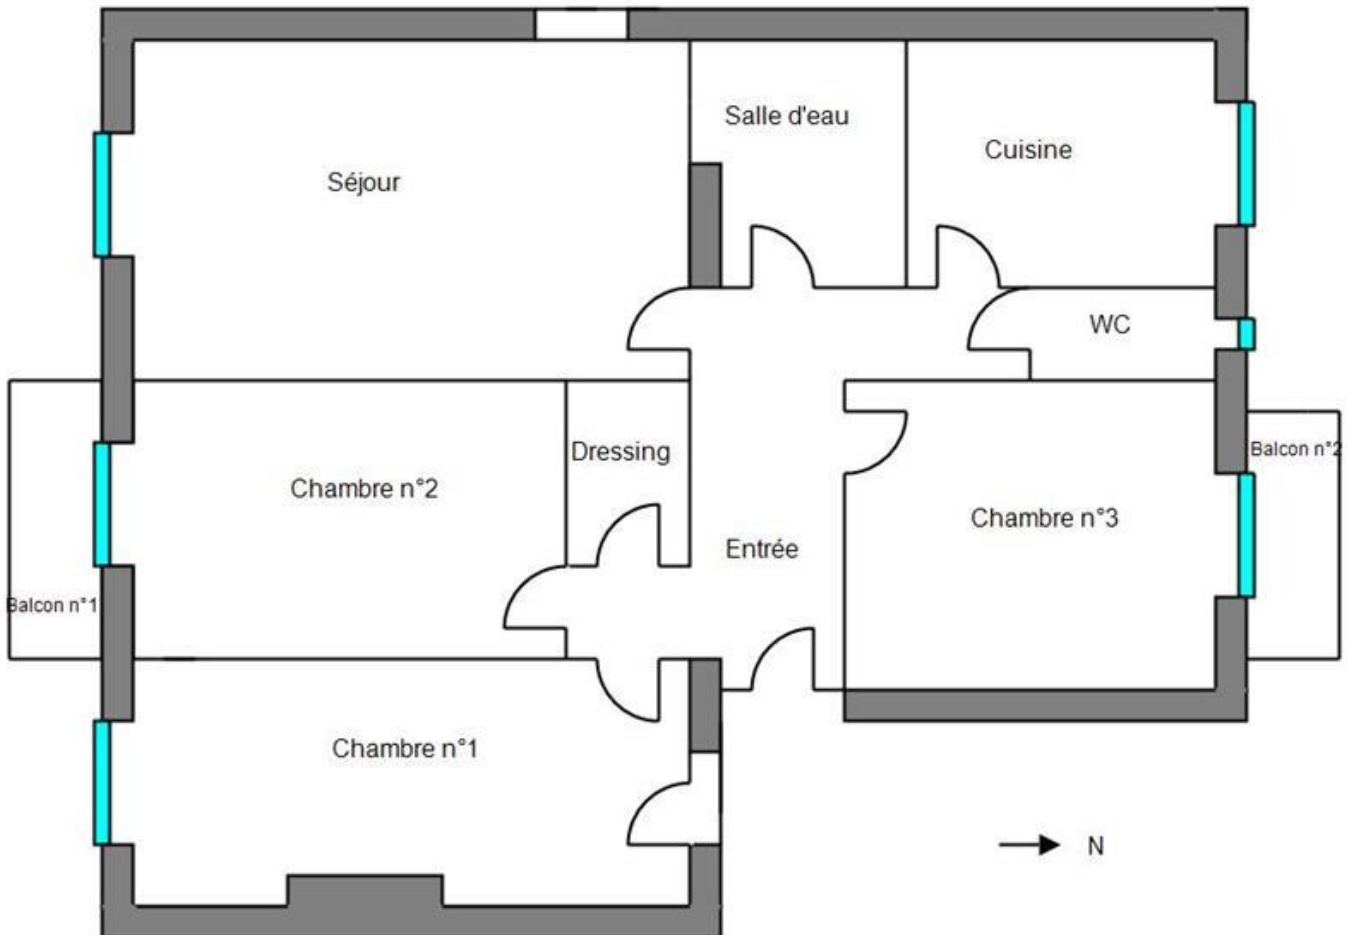 Salle d'eau
Cuisine
Séjour
WC
Dressing
Balcon n°2
Chambre n°2
Chambre n°3
Entrée
Balcon n°1
Chambre n°1
N